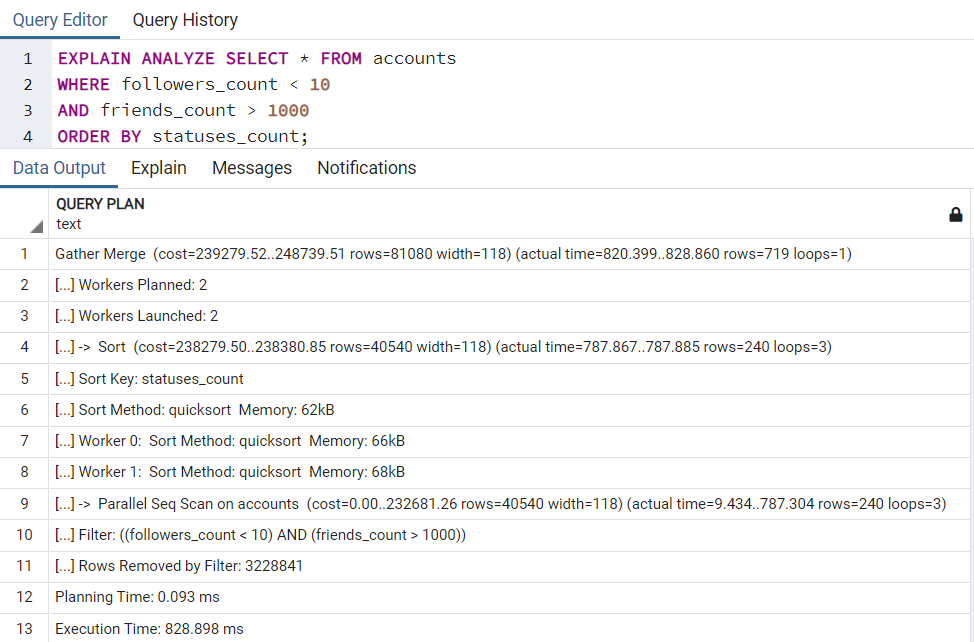 Query Editor Query History
1 EXPLAIN ANALYZE SELECT * FROM accounts
2 WHERE followers_count < 10
3 AND friends_count > 1000
4 ORDER BY statuses_count;
Data Output Explain Messages Notifications
QUERY PLAN
text
1 Gather Merge (cost=239279.52..248739.51 rows=81080 width=118) (actual time=820.399..828.860 rows=719 loops=1)
2 [...] Workers Planned: 2
3 [...] Workers Launched: 2
4 [...] -> Sort (cost=238279.50..238380.85 rows=40540 width=118) (actual time=787.867..787.885 rows=240 loops=3)
5 [...] Sort Key: statuses_count
6 [...] Sort Method: quicksort Memory: 62kB
7 [...] Worker 0: Sort Method: quicksort Memory: 66kB
8 [...] Worker 1: Sort Method: quicksort Memory: 68kB
9 [...] -> Parallel Seq Scan on accounts (cost=0.00..232681.26 rows=40540 width=118) (actual time=9.434..787.304 rows=240 loops=3)
10 [...] Filter: ((followers_count < 10) AND (friends_count > 1000))
11 [...] Rows Removed by Filter: 3228841
12 Planning Time: 0.093 ms
13 Execution Time: 828.898 ms